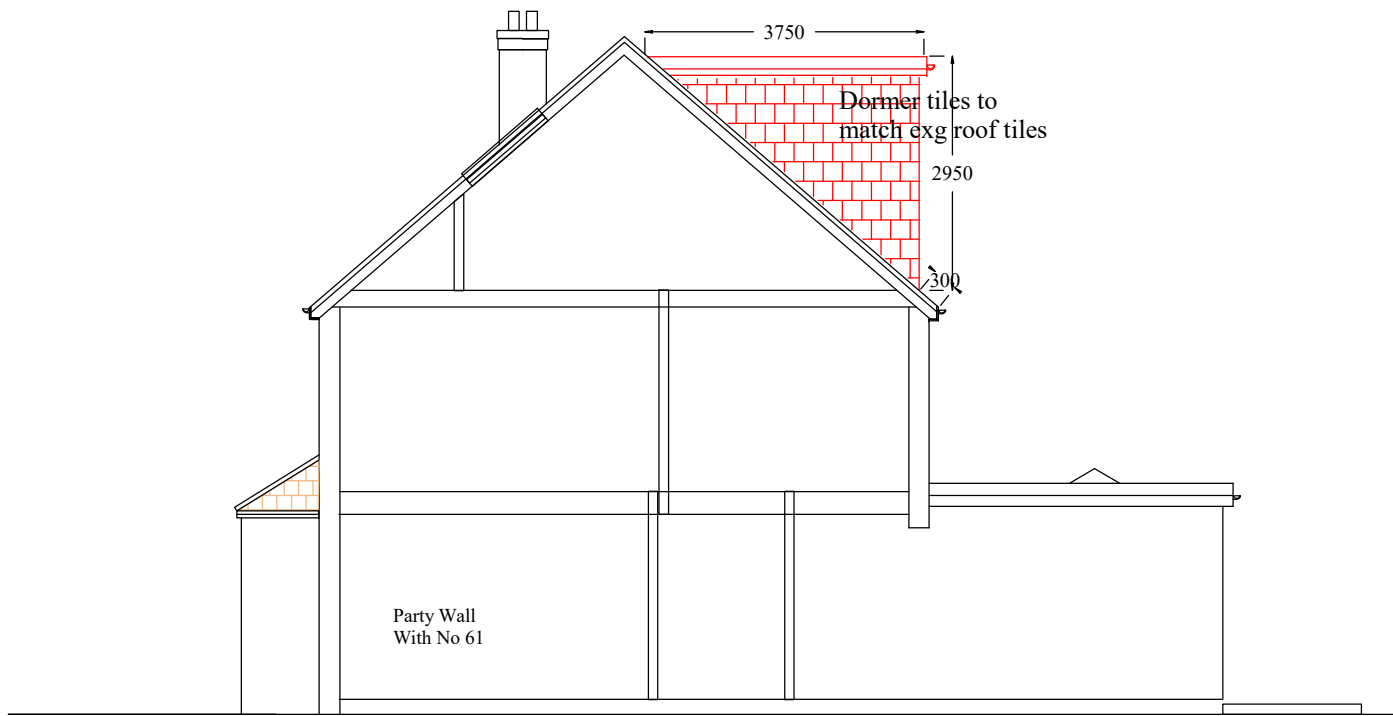 3750
Dormer tiles to
match exg roof tiles
2950
300
Party Wall
With No 61